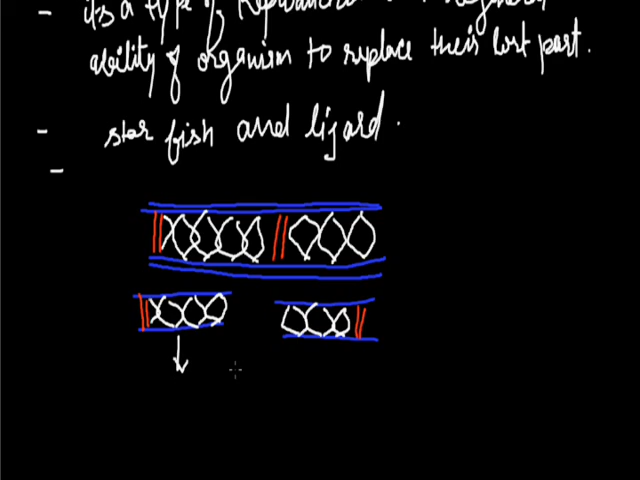 - its a type of
ability of organism to replace their lost part.
- star fish and lizard.
-